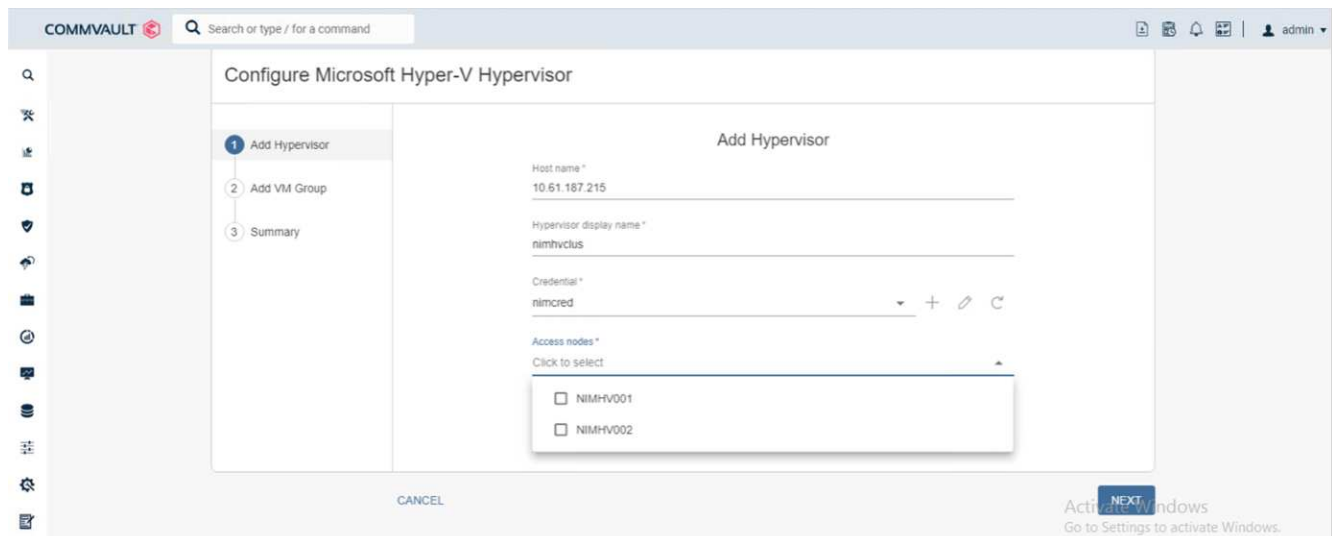 COMMVAULT
Search or type / for a command
admin
Configure Microsoft Hyper-V Hypervisor
1 Add Hypervisor
2 Add VM Group
3 Summary
Add Hypervisor
Host name *
10.61.187.215
Hypervisor display name *
nimhvclus
Credential *
nimcred
Access nodes *
Click to select
NIMHV001
NIMHV002
CANCEL
NEXT
Activate Windows
Go to Settings to activate Windows.